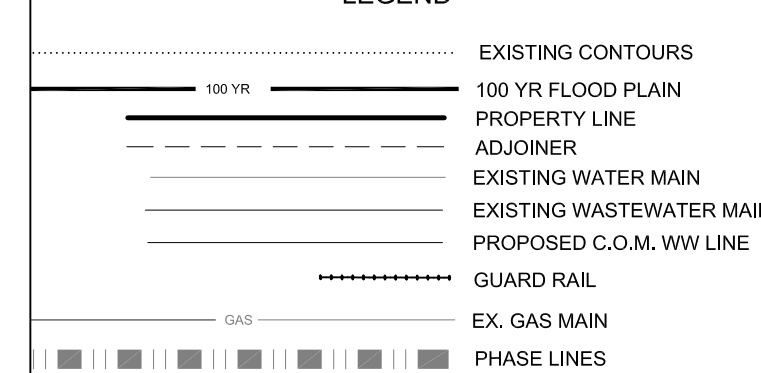 LEGEND
EXISTING CONTOURS
100 YR 100 YR FLOOD PLAIN
PROPERTY LINE
ADJOINER
EXISTING WATER MAIN
EXISTING WASTEWATER MAI
PROPOSED C.O.M. WW LINE
GUARD RAIL
GAS EX. GAS MAIN
PHASE LINES